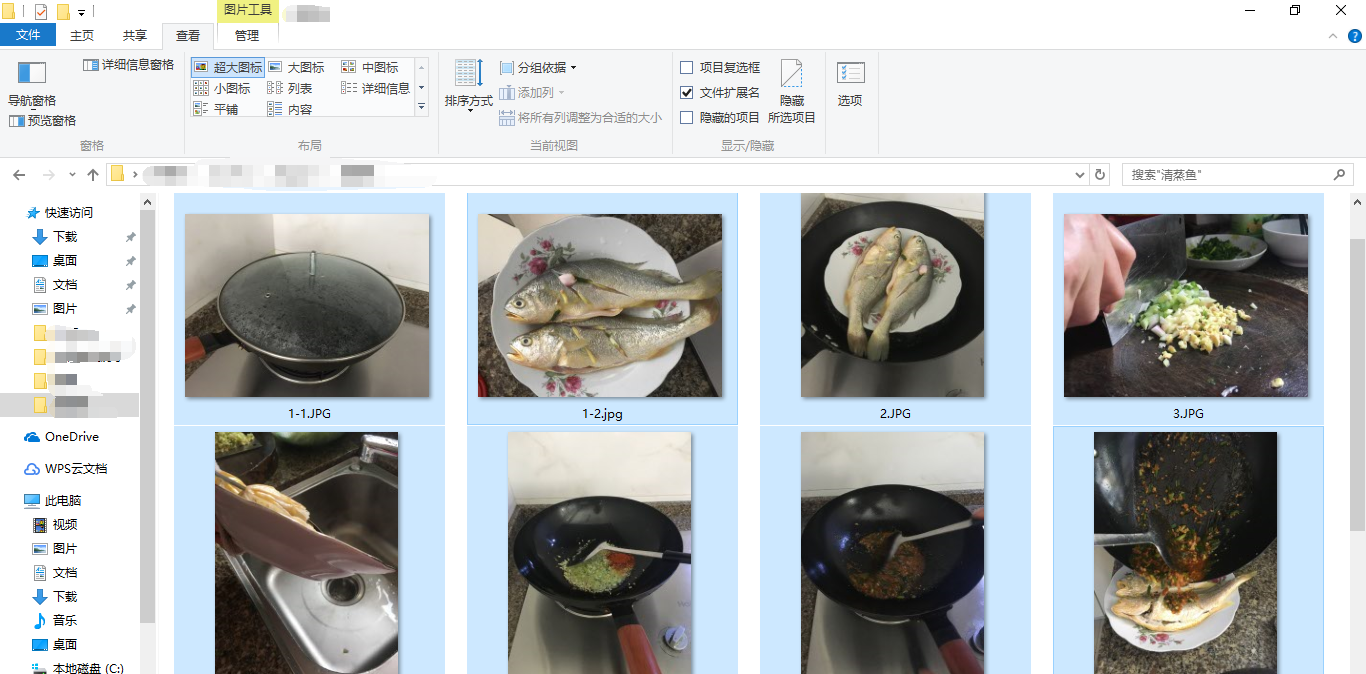 图片工具
文件 主页 共享 查看 管理
导航窗格
预览窗格
详细信息窗格
窗格
超大图标 大图标 中图标
小图标 列表 详细信息
平铺 内容
布局
排序方式
分组依据
添加列
将所有列调整为合适的大小
当前视图
项目复选框
文件扩展名
隐藏的项目
隐藏
所选项目
显示/隐藏
选项
搜索"清蒸鱼"
快速访问
下载
桌面
文档
图片
OneDrive
WPS云文档
此电脑
视频
图片
文档
下载
音乐
桌面
本地磁盘 (C:)
1-1.JPG
1-2.jpg
2.JPG
3.JPG